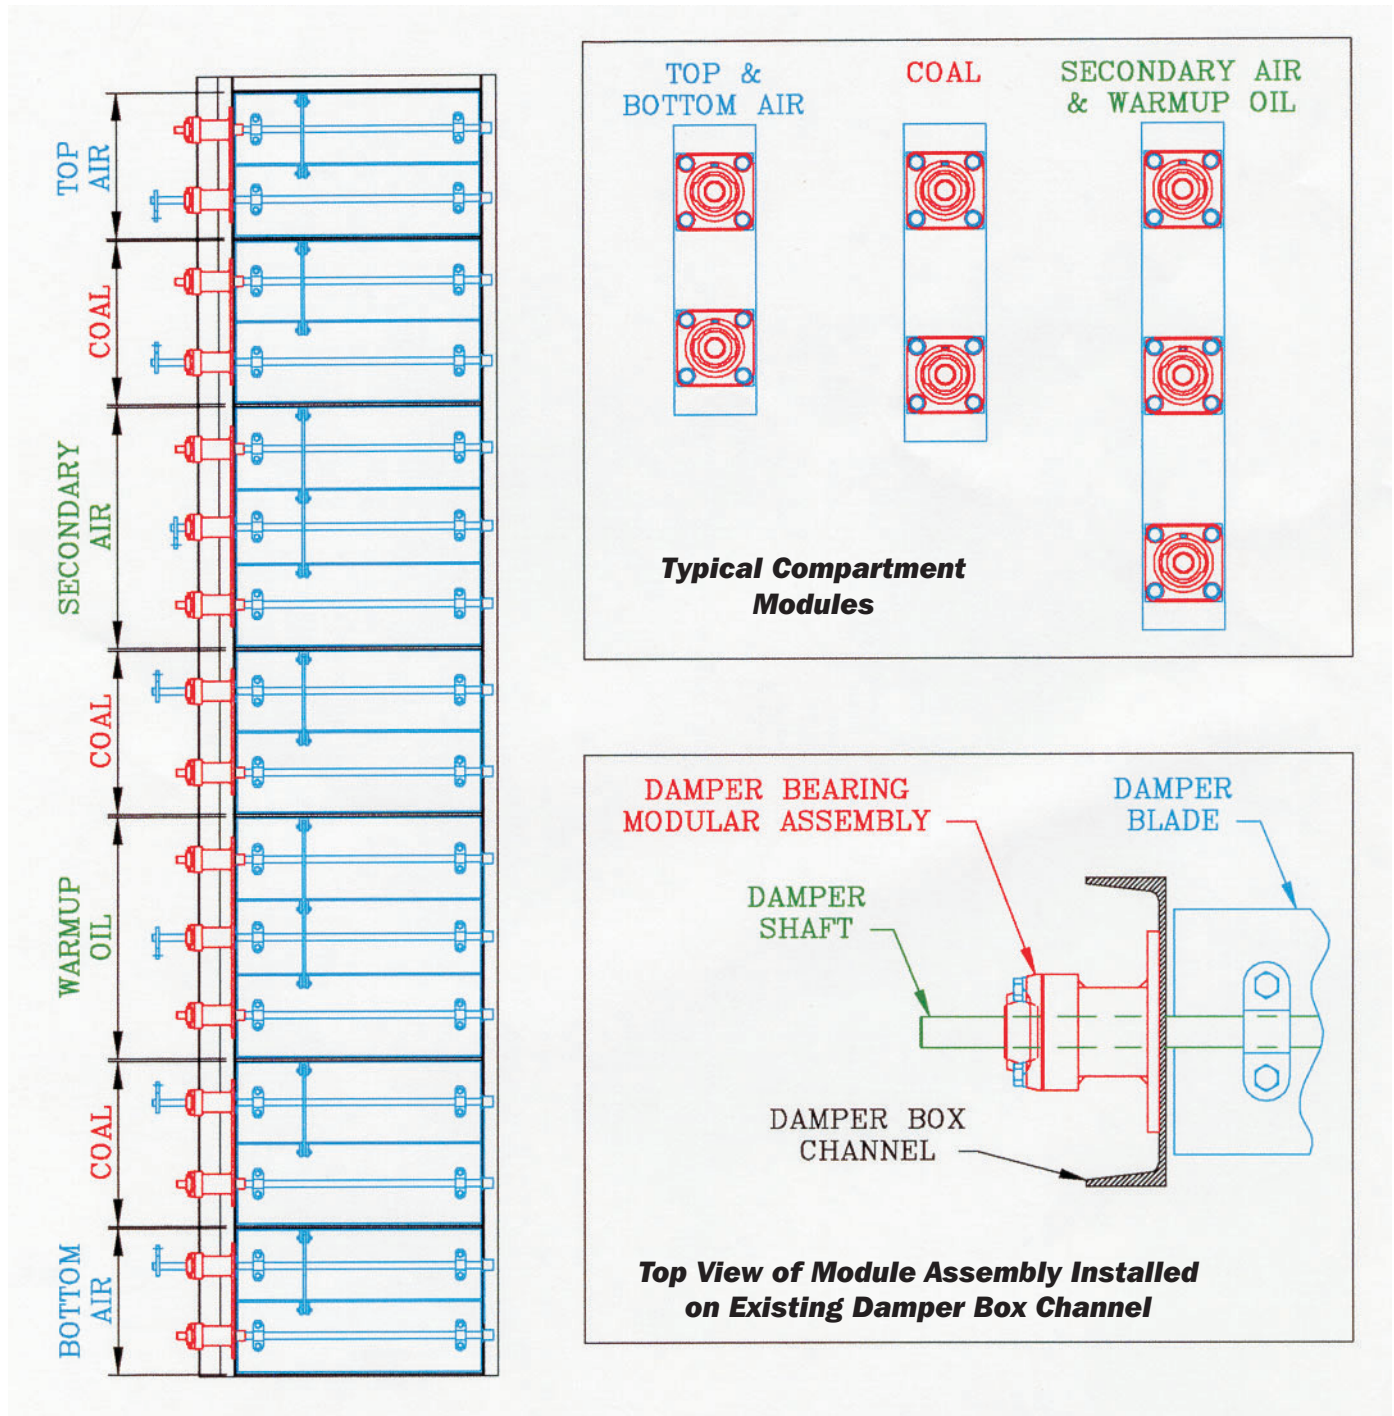 TOP
AIR
COAL
SECONDARY
AIR
COAL
WARMUP
OIL
COAL
BOTTOM
AIR
TOP &
BOTTOM AIR
COAL
SECONDARY AIR
& WARMUP OIL
Typical Compartment
Modules
DAMPER BEARING
MODULAR ASSEMBLY
DAMPER
BLADE
DAMPER
SHAFT
DAMPER BOX
CHANNEL
Top View of Module Assembly Installed
on Existing Damper Box Channel